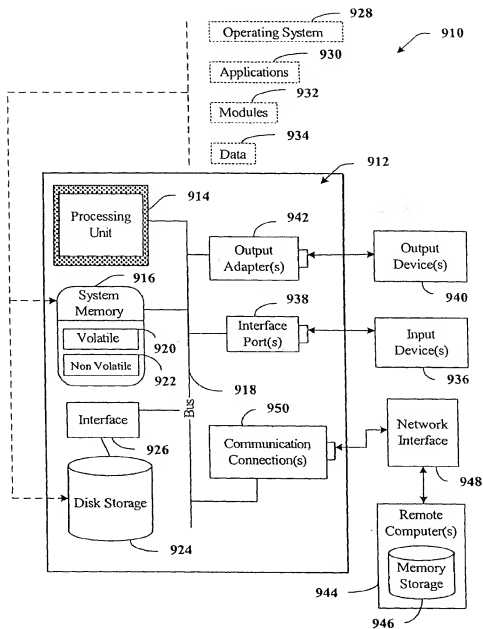 928
Operating System
910
930
Applications
932
Modules
934
Data
912
914
Processing
Unit
942
Output
Adapter(s)
Output
Device(s)
940
916
System
Memory
Volatile
920
Non Volatile
922
938
Interface
Port(s)
Input
Device(s)
936
918
Bus
950
Communication
Connection(s)
Network
Interface
948
Interface
926
Disk Storage
924
Remote
Computer(s)
Memory
Storage
944
946